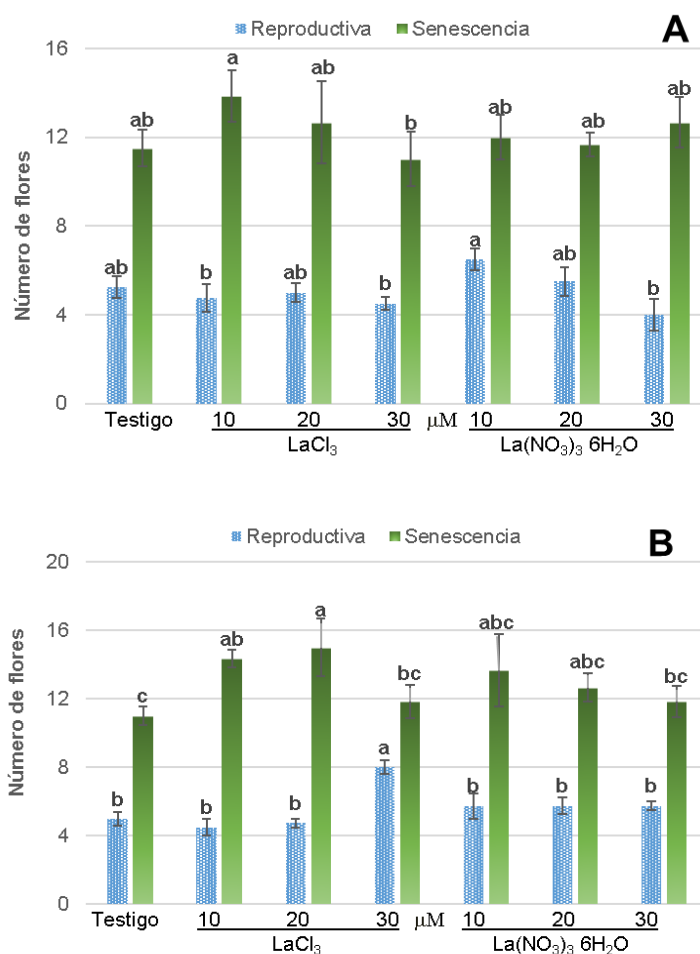 Reproductiva Senescencia A
Número de flores
16
12
8
4
0
ab a ab b ab ab ab
ab b ab b a ab b
Testigo 10 20 30 μM 10 20 30
LaCl₃ La(NO₃)₃ 6H₂O
Reproductiva Senescencia B
Número de flores
20
16
12
8
4
0
c ab a bc abc abc bc
b b b a b b b
Testigo 10 20 30 μM 10 20 30
LaCl₃ La(NO₃)₃ 6H₂O